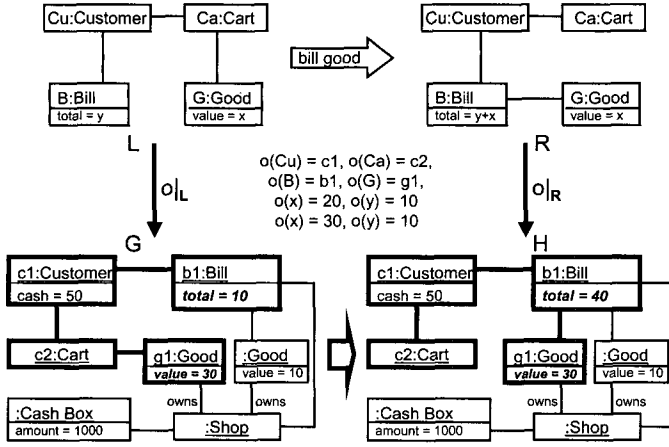 Cu:Customer
Ca:Cart
B:Bill
total = y
G:Good
value = x
bill good
Cu:Customer
Ca:Cart
B:Bill
total = y+x
G:Good
value = x
L
R
o|L
o|R
o(Cu) = c1, o(Ca) = c2,
o(B) = b1, o(G) = g1,
o(x) = 20, o(y) = 10
o(x) = 30, o(y) = 10
G
H
c1:Customer
cash = 50
b1:Bill
total = 10
c2:Cart
g1:Good
value = 30
:Good
value = 10
owns
owns
:Cash Box
amount = 1000
:Shop
c1:Customer
cash = 50
b1:Bill
total = 40
c2:Cart
g1:Good
value = 30
:Good
value = 10
owns
owns
:Cash Box
amount = 1000
:Shop